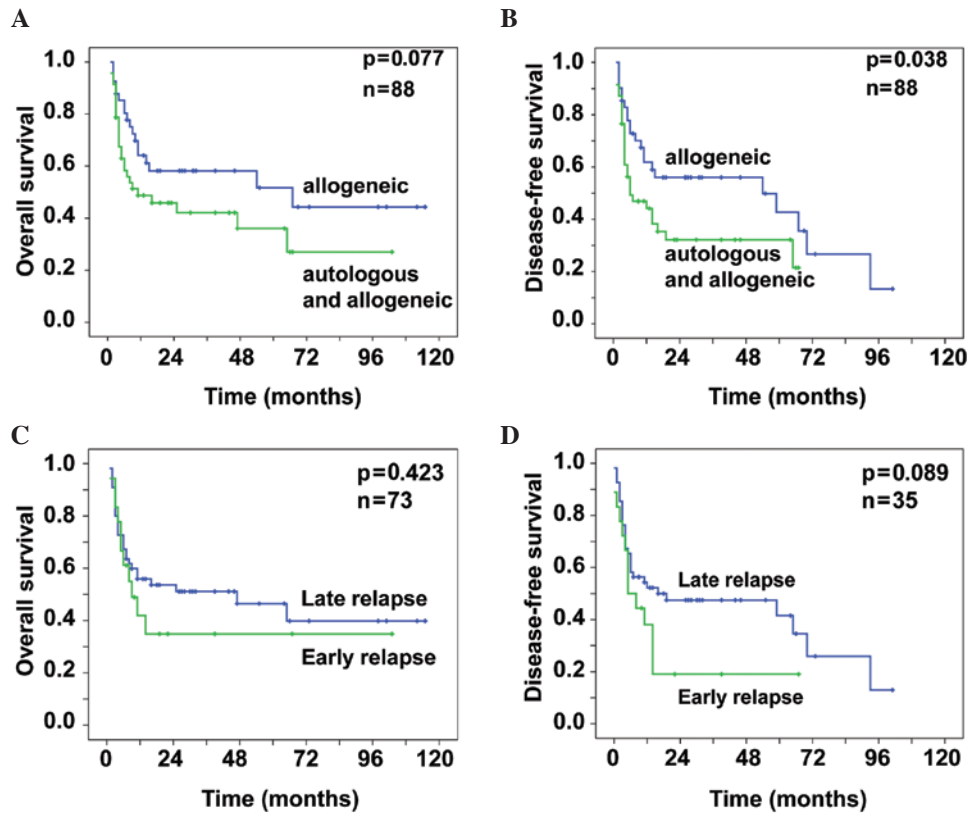 A
p=0.077
n=88
1.0
0.8
0.6
0.4
0.2
0.0
Overall survival
allogeneic
autologous
and allogeneic
0 24 48 72 96 120
Time (months)
B
p=0.038
n=88
1.0
0.8
0.6
0.4
0.2
0.0
Disease-free survival
allogeneic
autologous
and allogeneic
0 24 48 72 96 120
Time (months)
C
p=0.423
n=73
1.0
0.8
0.6
0.4
0.2
0.0
Overall survival
Late relapse
Early relapse
0 24 48 72 96 120
Time (months)
D
p=0.089
n=35
1.0
0.8
0.6
0.4
0.2
0.0
Disease-free survival
Late relapse
Early relapse
0 24 48 72 96 120
Time (months)